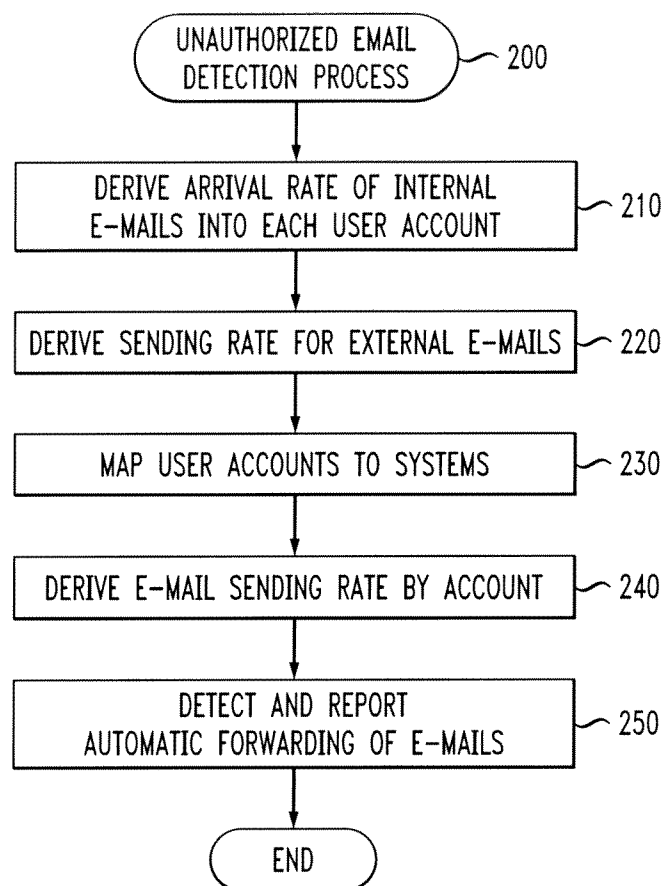 UNAUTHORIZED EMAIL
DETECTION PROCESS
200
DERIVE ARRIVAL RATE OF INTERNAL
E-MAILS INTO EACH USER ACCOUNT
210
DERIVE SENDING RATE FOR EXTERNAL E-MAILS
220
MAP USER ACCOUNTS TO SYSTEMS
230
DERIVE E-MAIL SENDING RATE BY ACCOUNT
240
DETECT AND REPORT
AUTOMATIC FORWARDING OF E-MAILS
250
END